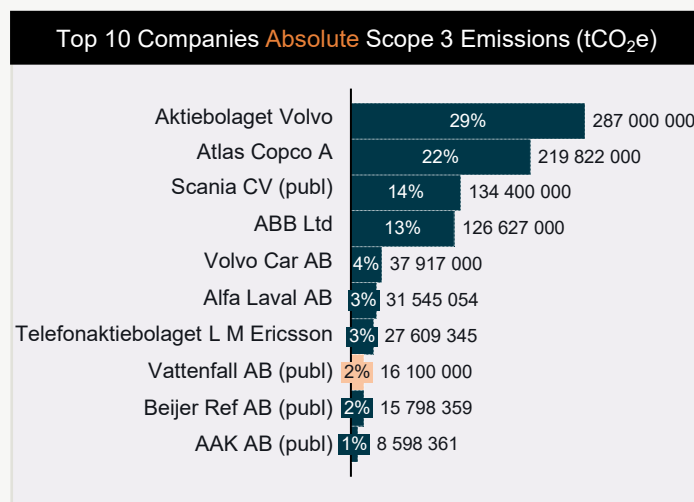 Top 10 Companies Absolute Scope 3 Emissions (tCO₂e)
Aktiebolaget Volvo 29% 287 000 000
Atlas Copco A 22% 219 822 000
Scania CV (publ) 14% 134 400 000
ABB Ltd 13% 126 627 000
Volvo Car AB 4% 37 917 000
Alfa Laval AB 3% 31 545 054
Telefonaktiebolaget L M Ericsson 3% 27 609 345
Vattenfall AB (publ) 2% 16 100 000
Beijer Ref AB (publ) 2% 15 798 359
AAK AB (publ) 1% 8 598 361